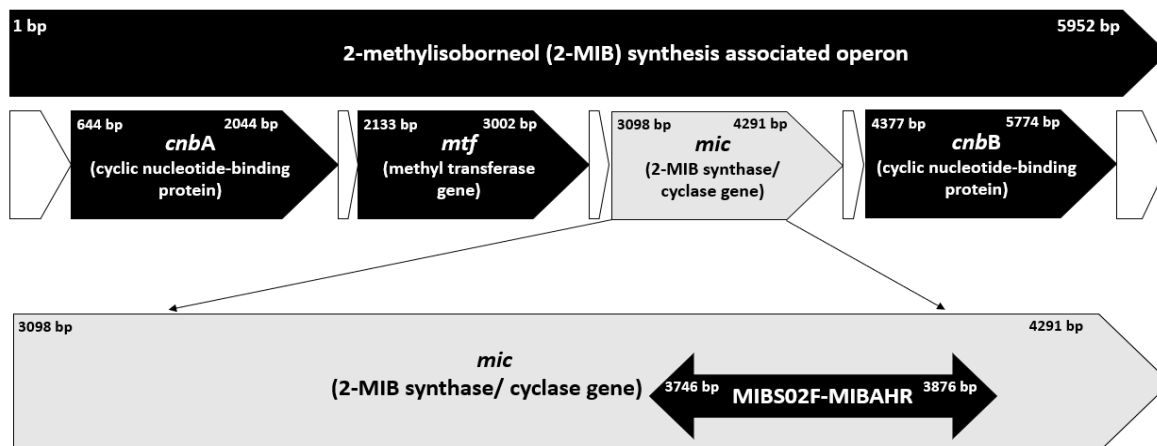 1 bp
5952 bp
2-methylisoborneol (2-MIB) synthesis associated operon
644 bp
2044 bp
cnbA
(cyclic nucleotide-binding
protein)
2133 bp
3002 bp
mtf
(methyl transferase
gene)
3098 bp
4291 bp
mic
(2-MIB synthase/
cyclase gene)
4377 bp
5774 bp
cnbB
(cyclic nucleotide-binding
protein)
3098 bp
4291 bp
mic
(2-MIB synthase/ cyclase gene)
3746 bp
MIBS02F-MIBAHR
3876 bp